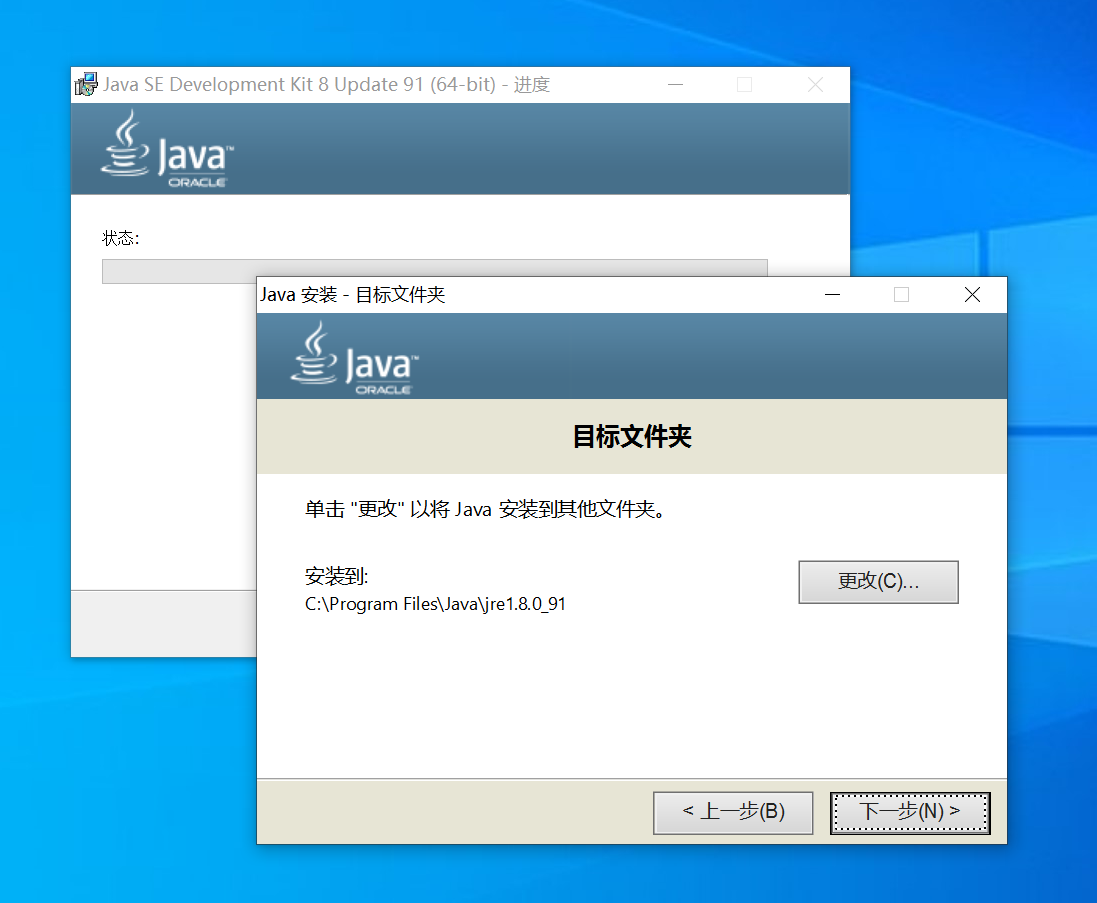 Java SE Development Kit 8 Update 91 (64-bit) - 进度
Java™
ORACLE
状态:
Java 安装 - 目标文件夹
Java™
ORACLE
目标文件夹
单击 "更改" 以将 Java 安装到其他文件夹。
安装到:
更改(C)...
C:\Program Files\Java\jre1.8.0_91
< 上一步(B)
下一步(N) >